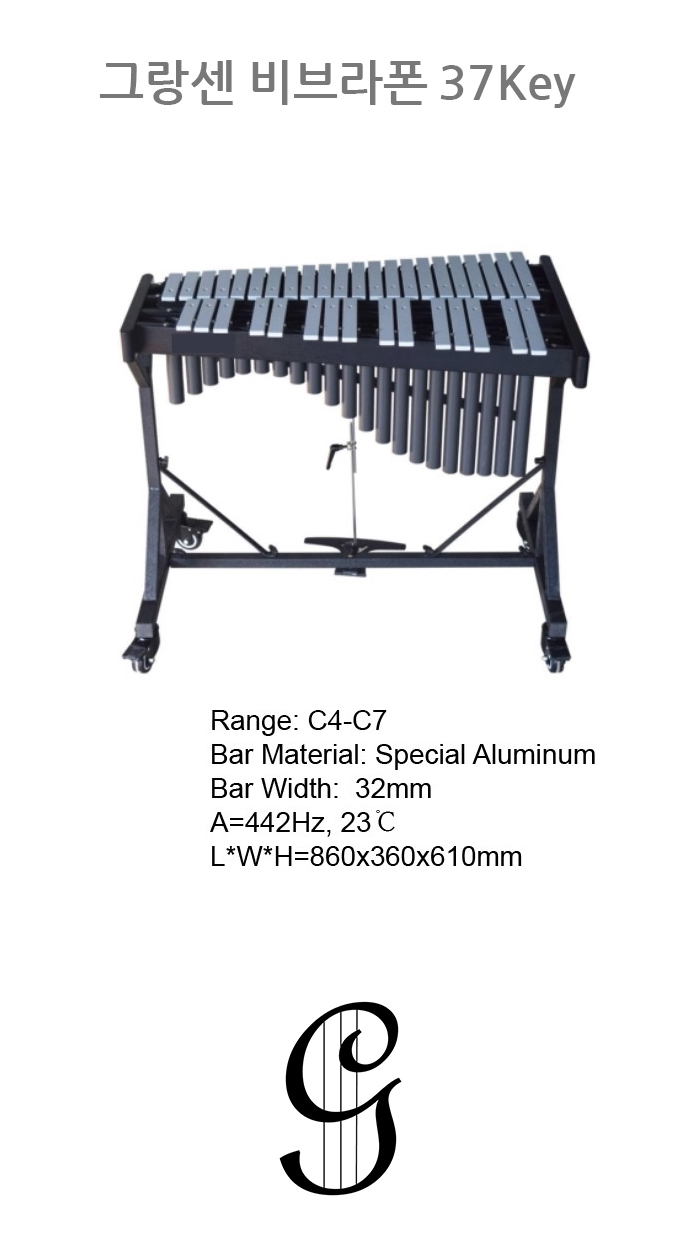 그랑센 비브라폰 37Key
Range: C4-C7
Bar Material: Special Aluminum
Bar Width:  32mm
A=442Hz, 23℃
L*W*H=860x360x610mm